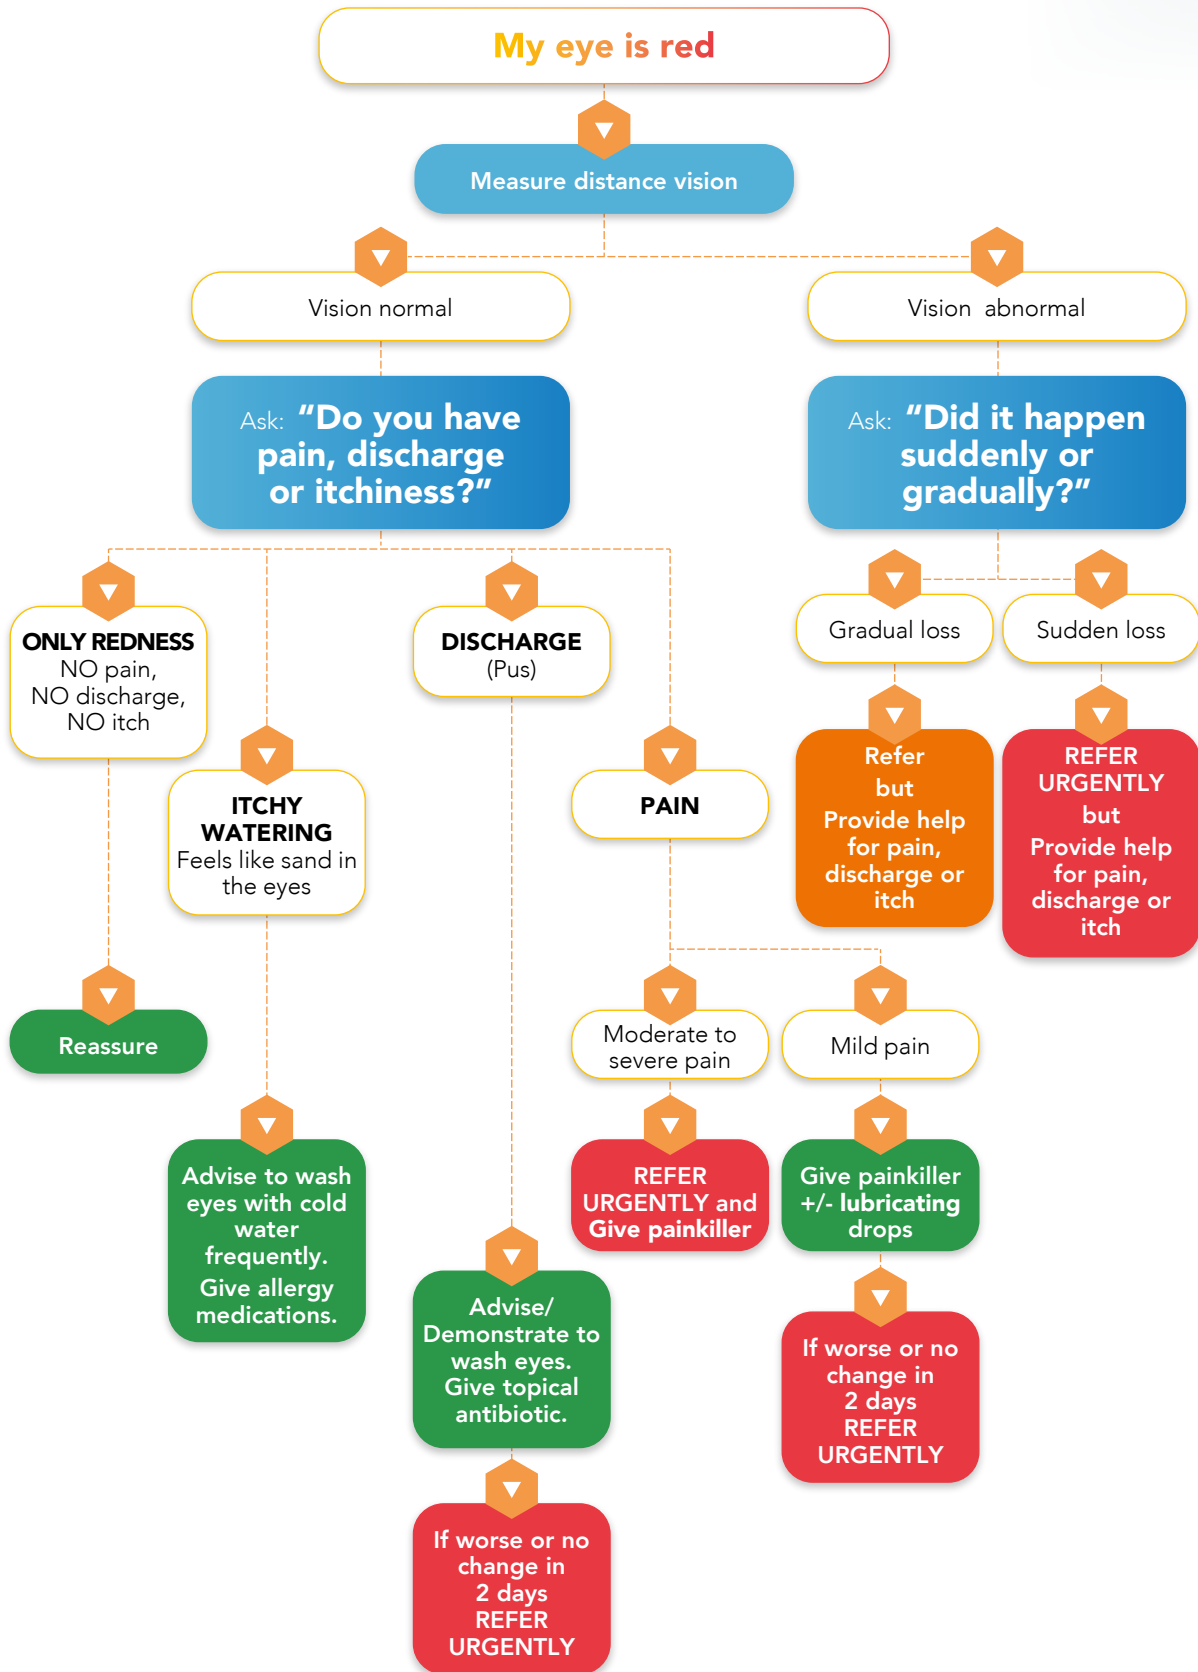 My eye is red
Measure distance vision
Vision normal
Vision abnormal
Ask: "Do you have
pain, discharge
or itchiness?"
Ask: "Did it happen
suddenly or
gradually?"
ONLY REDNESS
NO pain,
NO discharge,
NO itch
DISCHARGE
(Pus)
Gradual loss
Sudden loss
ITCHY
WATERING
Feels like sand in
the eyes
PAIN
Refer
but
Provide help
for pain,
discharge or
itch
REFER
URGENTLY
but
Provide help
for pain,
discharge or
itch
Reassure
Moderate to
severe pain
Mild pain
Advise to wash
eyes with cold
water
frequently.
Give allergy
medications.
REFER
URGENTLY and
Give painkiller
Give painkiller
+/- lubricating
drops
Advise/
Demonstrate to
wash eyes.
Give topical
antibiotic.
If worse or no
change in
2 days
REFER
URGENTLY
If worse or no
change in
2 days
REFER
URGENTLY